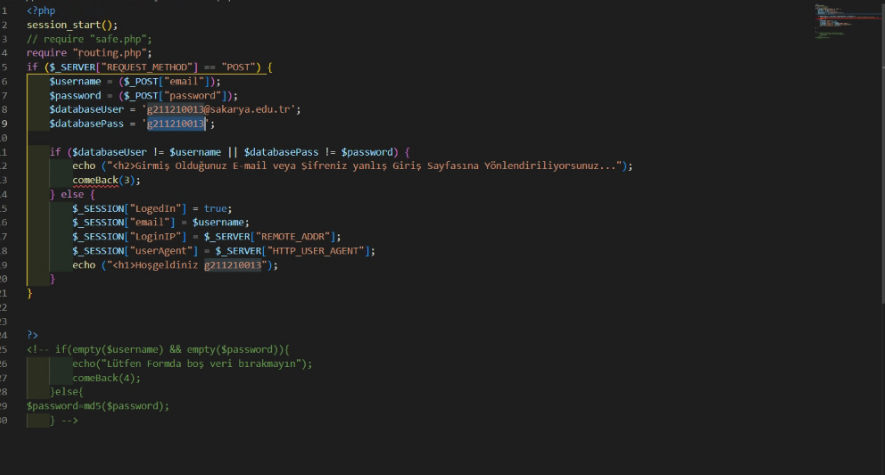 1 <?php
2 session_start();
3 // require "safe.php";
4 require "routing.php";
5 if ($_SERVER["REQUEST_METHOD"] == "POST") {
6 $username = ($_POST["email"]);
7 $password = ($_POST["password"]);
8 $databaseUser = 'g211210013@sakarya.edu.tr';
9 $databasePass = 'g211210013';
10
11 if ($databaseUser != $username || $databasePass != $password) {
12 echo ("<h2>Girmiş Olduğunuz E-mail veya Şifreniz yanlış Giriş Sayfasına Yönlendiriliyorsunuz...");
13 comeBack(3);
14 } else {
15 $_SESSION["LogedIn"] = true;
16 $_SESSION["email"] = $username;
17 $_SESSION["LoginIP"] = $_SERVER["REMOTE_ADDR"];
18 $_SESSION["userAgent"] = $_SERVER["HTTP_USER_AGENT"];
19 echo ("<h1>Hoşgeldiniz g211210013");
20 }
21 }
22
23
24 ?>
25 <!-- if(empty($username) && empty($password)){
26 echo("Lütfen Formda boş veri bırakmayın");
27 comeBack(4);
28 }else{
29 $password=md5($password);
30 } -->